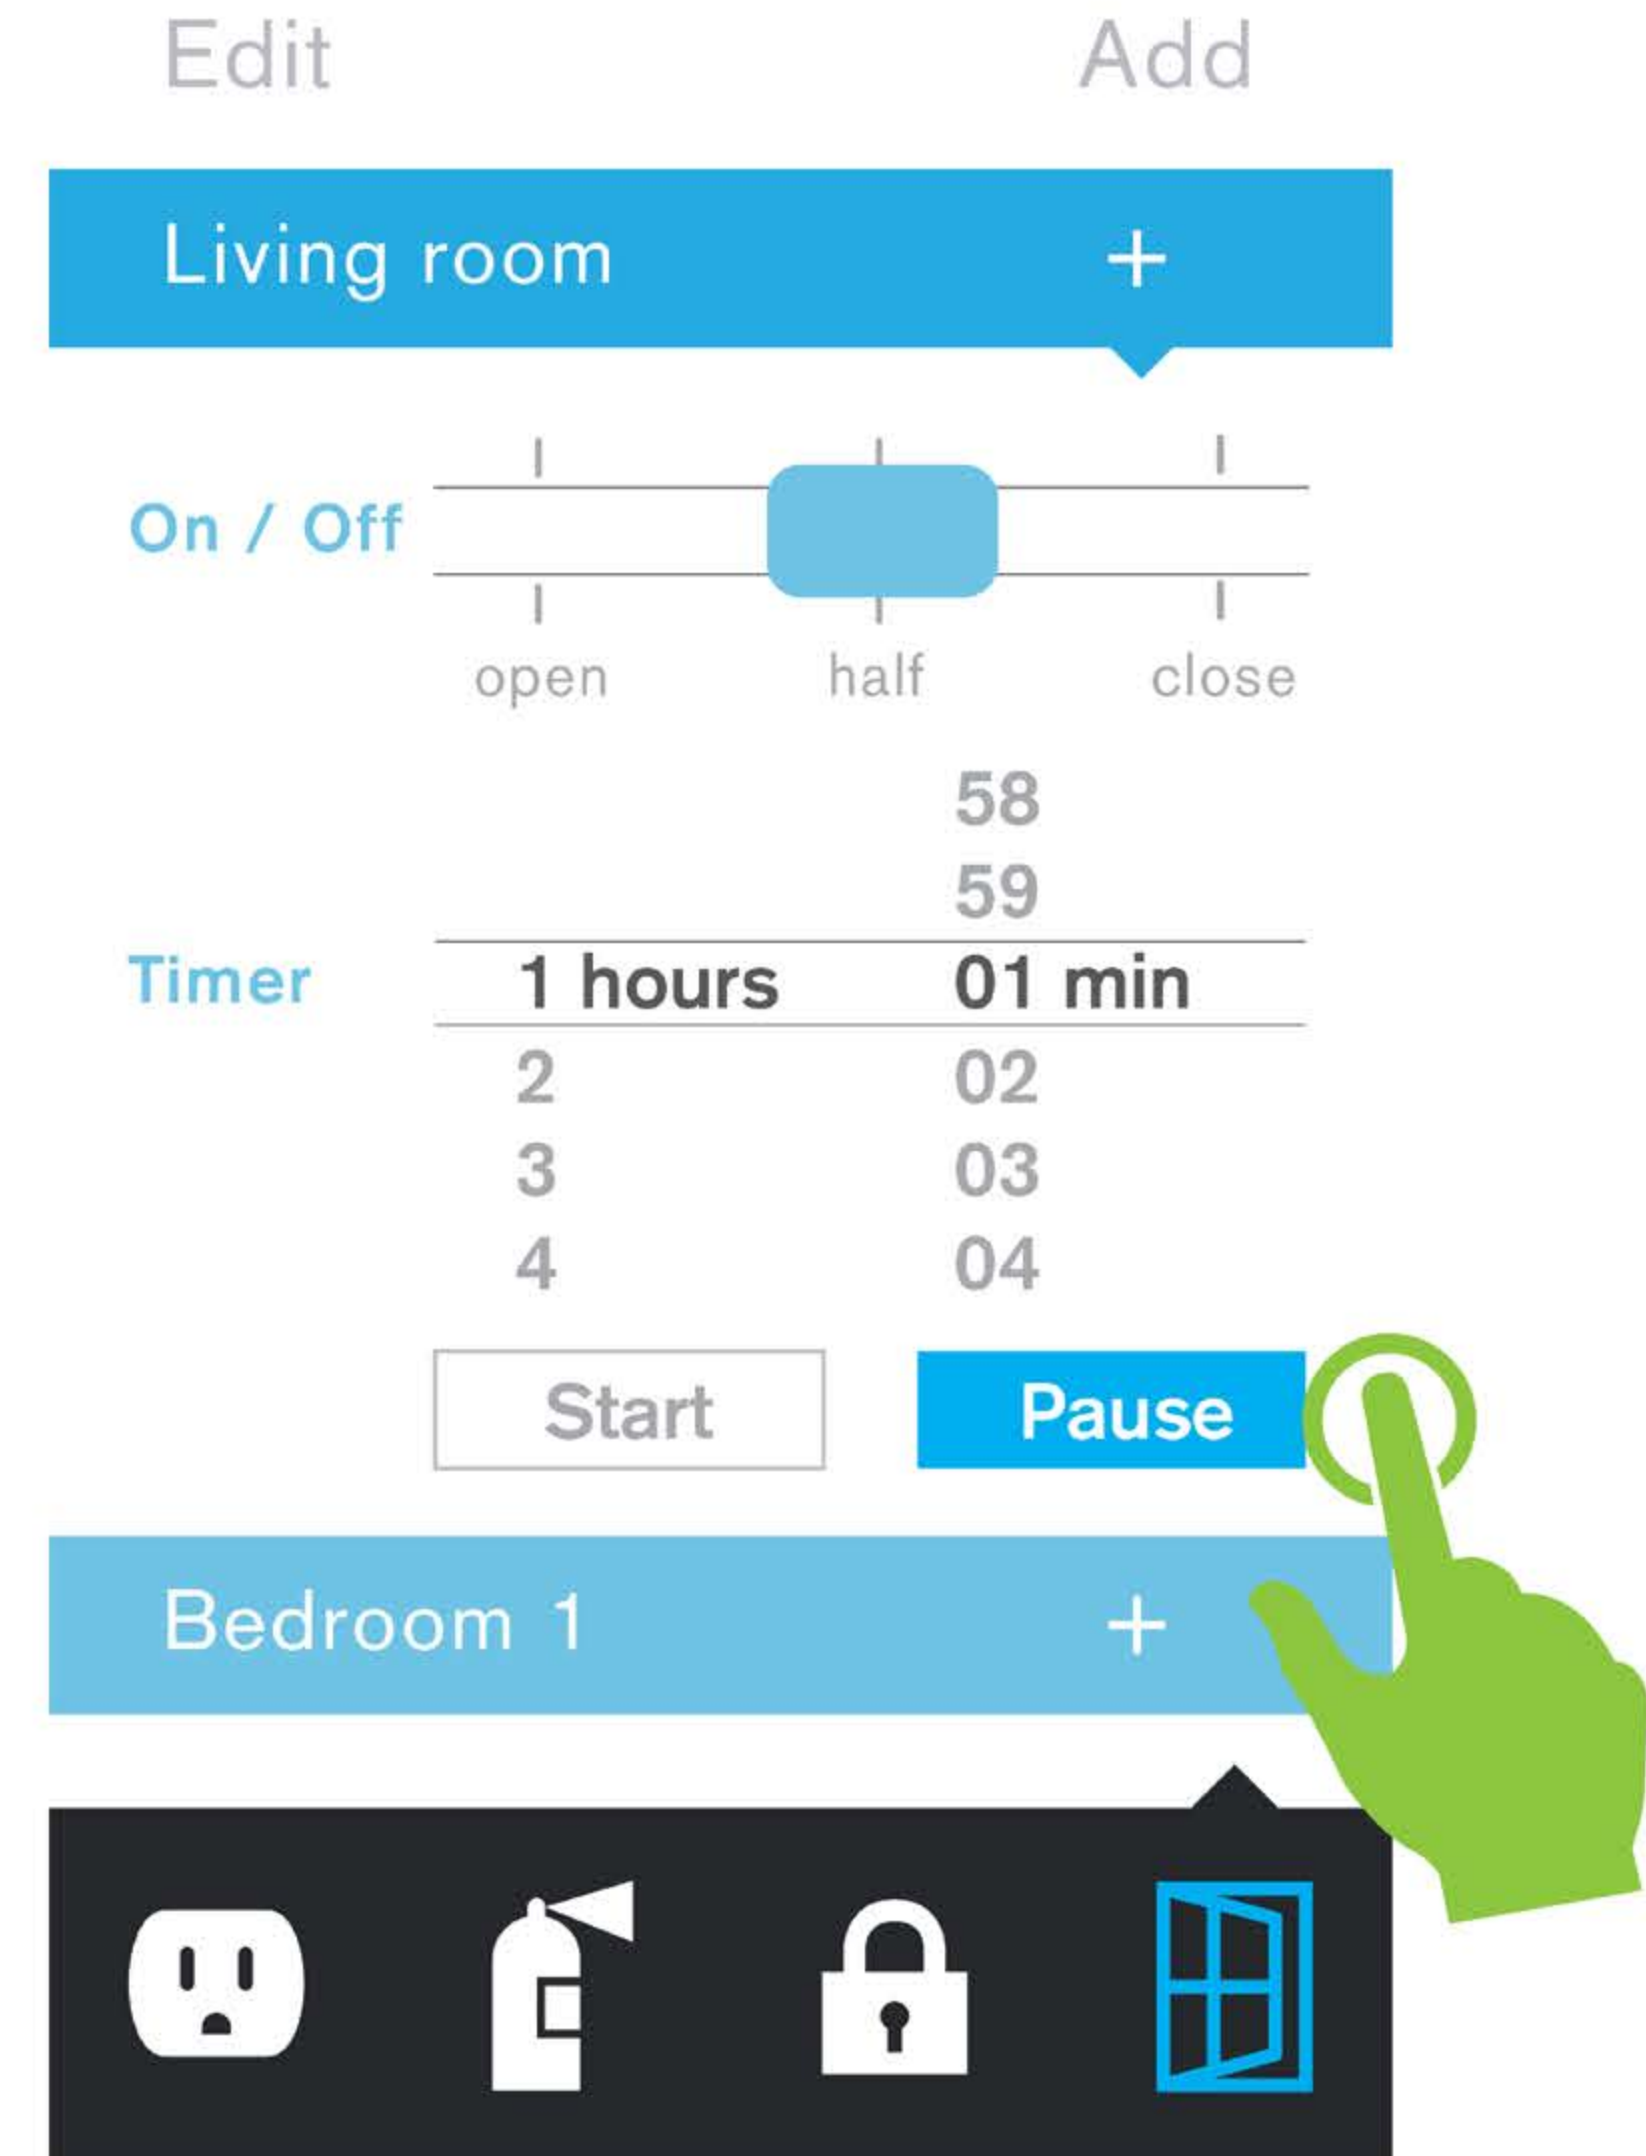 Edit Add
Living room +
On / Off
open half close
58
59
Timer 1 hours 01 min
2 02
3 03
4 04
Start Pause
Bedroom 1 +